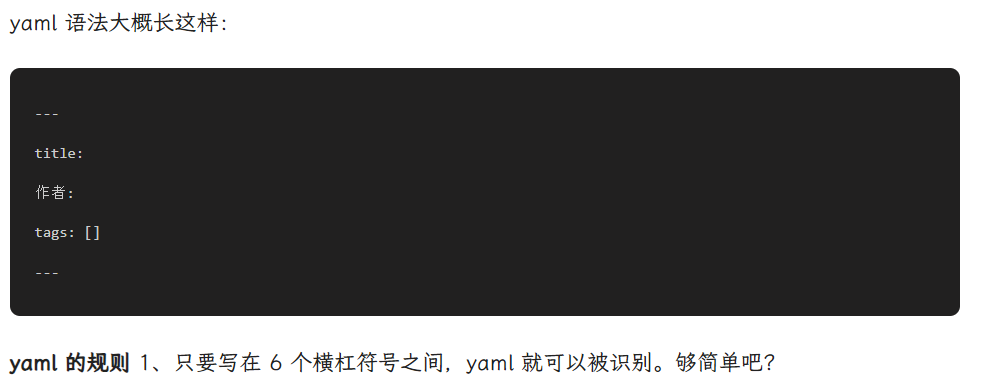 yaml 语法大概长这样：
---
title:
作者:
tags: []
---
yaml 的规则 1、只要写在 6 个横杠符号之间，yaml 就可以被识别。够简单吧？